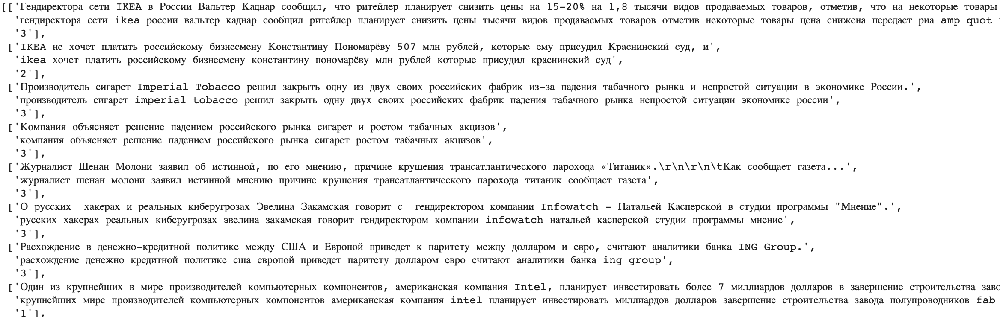 [['Гендиректора сети IKEA в России Вальтер Каднар сообщил, что ритейлер планирует снизить цены на 15-20% на 1,8 тысячи видов продаваемых товаров, отметив, что на некоторые товары
'гендиректора сети ikea россии вальтер каднар сообщил ритейлер планирует снизить цены тысячи видов продаваемых товаров отметив некоторые товары цена снижена передает риа amp quot
'3'],
['IKEA не хочет платить российскому бизнесмену Константину Пономарёву 507 млн рублей, которые ему присудил Краснинский суд, и',
'ikea хочет платить российскому бизнесмену константину пономарёву млн рублей которые присудил краснинский суд',
'2'],
['Производитель сигарет Imperial Tobacco решил закрыть одну из двух своих российских фабрик из-за падения табачного рынка и непростой ситуации в экономике России.',
'производитель сигарет imperial tobacco решил закрыть одну двух своих российских фабрик падения табачного рынка непростой ситуации экономике россии',
'3'],
['Компания объясняет решение падением российского рынка сигарет и ростом табачных акцизов',
'компания объясняет решение падением российского рынка сигарет ростом табачных акцизов',
'3'],
['Журналист Шенан Молони заявил об истинной, по его мнению, причине крушения трансатлантического парохода «Титаник».\r\n\r\n\tКак сообщает газета...',
'журналист шенан молони заявил истинной мнению причине крушения трансатлантического парохода титаник сообщает газета',
'3'],
['О русских  хакерах и реальных киберугрозах Эвелина Закамская говорит с  гендиректором компании Infowatch – Натальей Касперской в студии программы "Мнение".',
'русских хакерах реальных киберугрозах эвелина закамская говорит гендиректором компании infowatch натальей касперской студии программы мнение',
'3'],
['Расхождение в денежно-кредитной политике между США и Европой приведет к паритету между долларом и евро, считают аналитики банка ING Group.',
'расхождение денежно кредитной политике сша европой приведет паритету долларом евро считают аналитики банка ing group',
'3'],
['Один из крупнейших в мире производителей компьютерных компонентов, американская компания Intel, планирует инвестировать более 7 миллиардов долларов в завершение строительства
'крупнейших мире производителей компьютерных компонентов американская компания intel планирует инвестировать миллиардов долларов завершение строительства завода полупроводников fab
'1'],